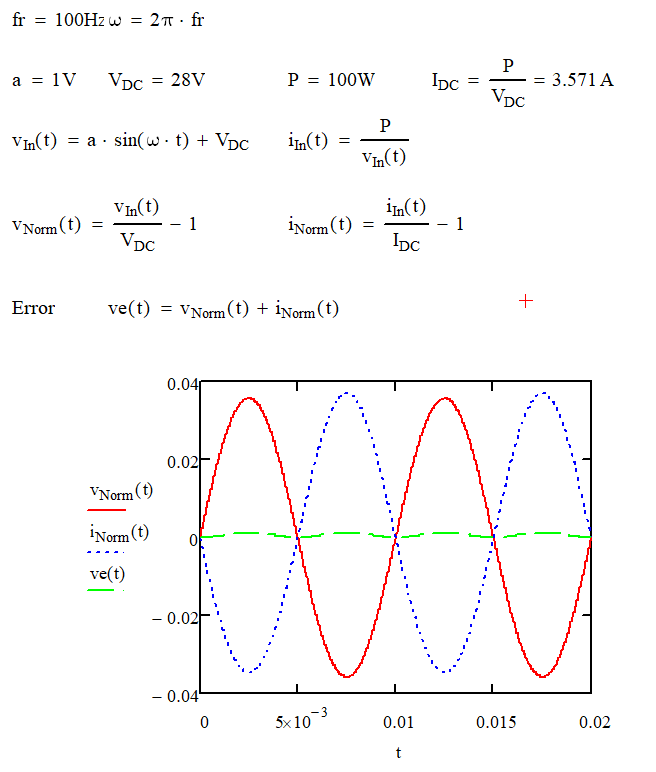 fr = 100Hz ω = 2π · fr
a = 1V V_DC = 28V P = 100W I_DC = P / V_DC = 3.571 A
v_In(t) = a · sin(ω · t) + V_DC i_In(t) = P / v_In(t)
v_Norm(t) = v_In(t) / V_DC − 1 i_Norm(t) = i_In(t) / I_DC − 1
Error ve(t) = v_Norm(t) + i_Norm(t)
0.04
0.02
0
− 0.02
− 0.04
v_Norm(t)
i_Norm(t)
ve(t)
0 5×10^−3 0.01 0.015 0.02
t